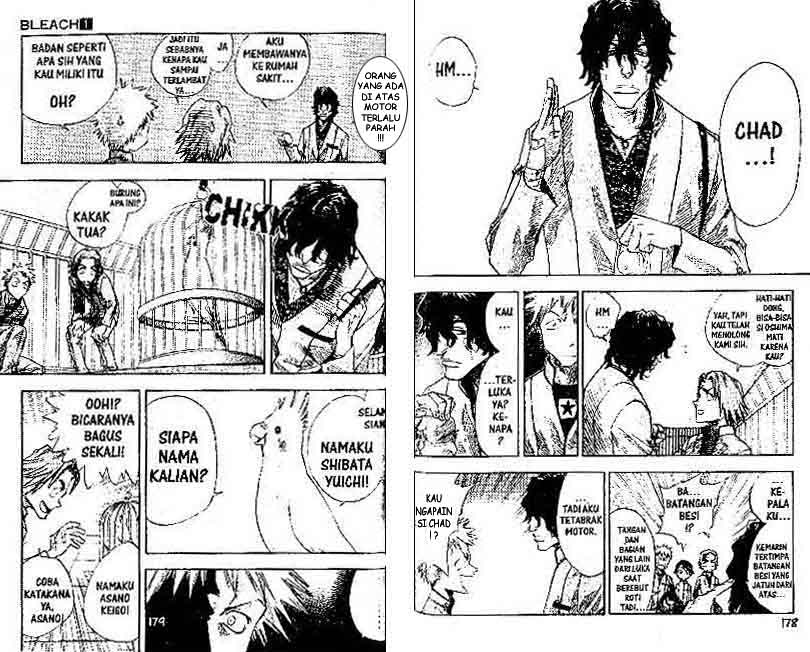 CHAD
...!
HM...
HATI-HATI
DONG,
BISA-BISA
SI OSHIMA
MATI
KARENA
KAU?
YAH, TAPI
KAU TELAH
MENOLONG
KAMI SIH.
HM
KAU
...
...TER-
LUKA
YA?
KE-
NAPA
?
KE-
PALA
KU...
KEMARIN
TERTIMPA
BATANGAN
BESI YANG
JATUH DARI
ATAS...
BA...
BATANGAN
BESI
!?
TANGAN
DAN
BAGIAN
YANG LAIN
DARI LUKA
SAAT
BEREBUT
ROTI
TADI...
TADI AKU
TETABRAK
MOTOR.
KAU
NGAPAIN
SI CHAD
!?
178
BLEACH 1
ORANG
YANG ADA
DI ATAS
MOTOR
TERLALU
PARAH
!!!
AKU
MEMBAWANYA
KE RUMAH
SAKIT...
JA
JADI ITU
SEBABNYA
KENAPA KAU
SAMPAI
TERLAMBAT
YA...
BADAN SEPERTI
APA SIH YANG
KAU MILIKI ITU
OH?
CHIKK
BURUNG
APA INI?
KAKAK
TUA?
SELAM
SIAN
NAMAKU
SHIBATA
YUICHI!
SIAPA
NAMA
KALIAN?
OOHI?
BICARANYA
BAGUS
SEKALI!
NAMAKU
ASANO
KEIGO!
COBA
KATAKANA
YA,
ASANO!
179